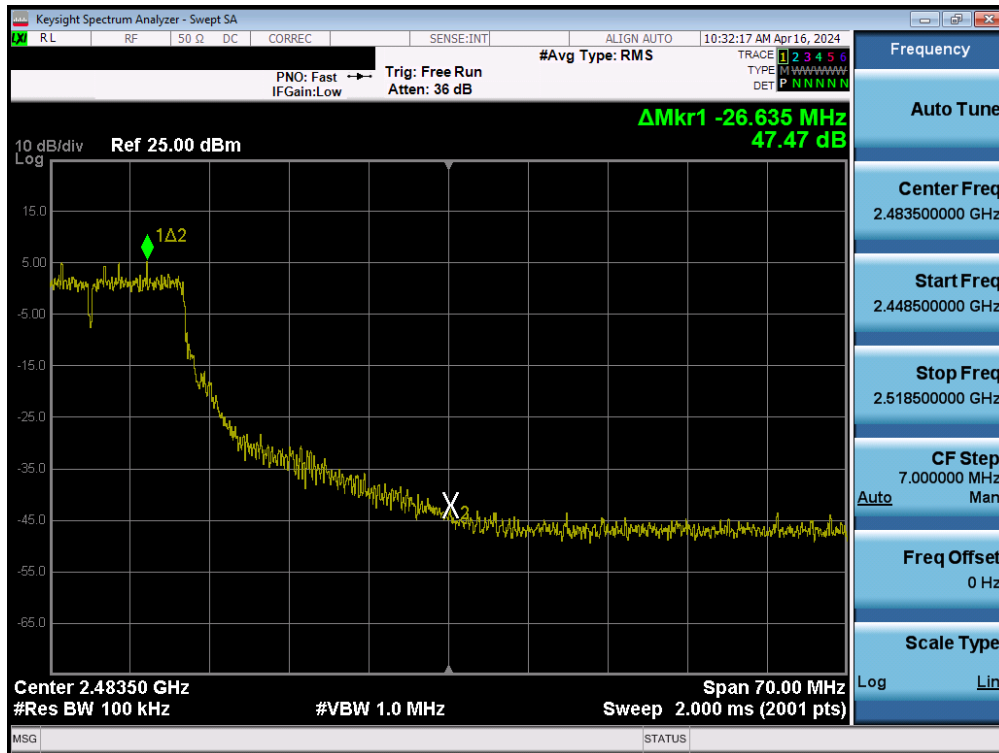 Keysight Spectrum Analyzer - Swept SA
LXI RL RF 50 Ω DC CORREC SENSE:INT ALIGN AUTO 10:32:17 AM Apr 16, 2024
#Avg Type: RMS
TRACE 1 2 3 4 5 6
TYPE M WWWWW
DET P N N N N N
PNO: Fast
IFGain:Low
Trig: Free Run
Atten: 36 dB
ΔMkr1 -26.635 MHz
47.47 dB
10 dB/div Ref 25.00 dBm
Log
15.0
5.00
-5.00
-15.0
-25.0
-35.0
-45.0
-55.0
-65.0
1Δ2
X2
Center 2.48350 GHz
Span 70.00 MHz
#Res BW 100 kHz
#VBW 1.0 MHz
Sweep 2.000 ms (2001 pts)
MSG
STATUS
Frequency
Auto Tune
Center Freq
2.483500000 GHz
Start Freq
2.448500000 GHz
Stop Freq
2.518500000 GHz
CF Step
7.000000 MHz
Auto Man
Freq Offset
0 Hz
Scale Type
Log Lin